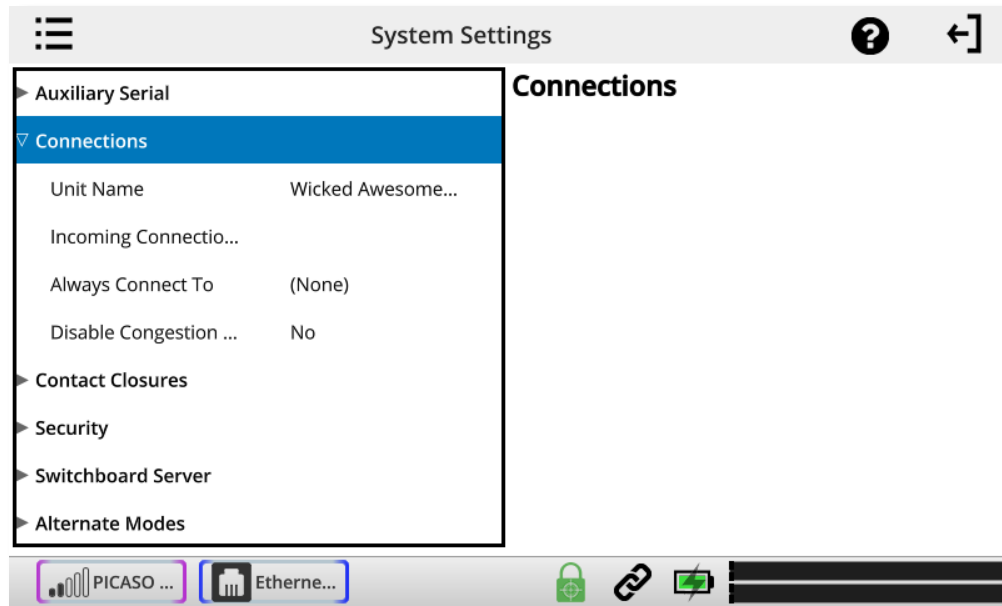 System Settings
Auxiliary Serial
Connections
Unit Name Wicked Awesome...
Incoming Connectio...
Always Connect To (None)
Disable Congestion ... No
Contact Closures
Security
Switchboard Server
Alternate Modes
Connections
PICASO ... Etherne...